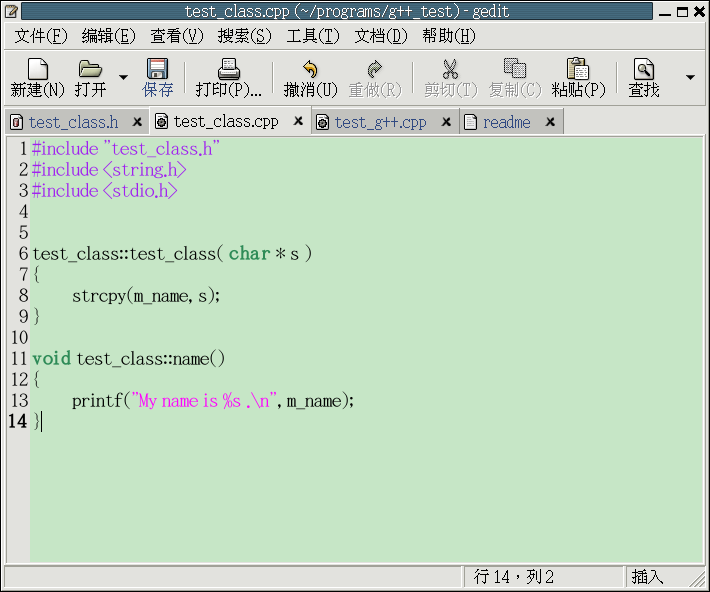 test_class.cpp (~/programs/g++_test) - gedit
文件(F) 编辑(E) 查看(V) 搜索(S) 工具(T) 文档(D) 帮助(H)
新建(N) 打开 保存 打印(P)... 撤消(U) 重做(R) 剪切(T) 复制(C) 粘贴(P) 查找
test_class.h test_class.cpp test_g++.cpp readme
1 #include "test_class.h"
2 #include <string.h>
3 #include <stdio.h>
4
5
6 test_class::test_class( char * s )
7 {
8 strcpy(m_name, s);
9 }
10
11 void test_class::name()
12 {
13 printf("My name is %s .\n", m_name);
14 }
行 14，列 2 插入